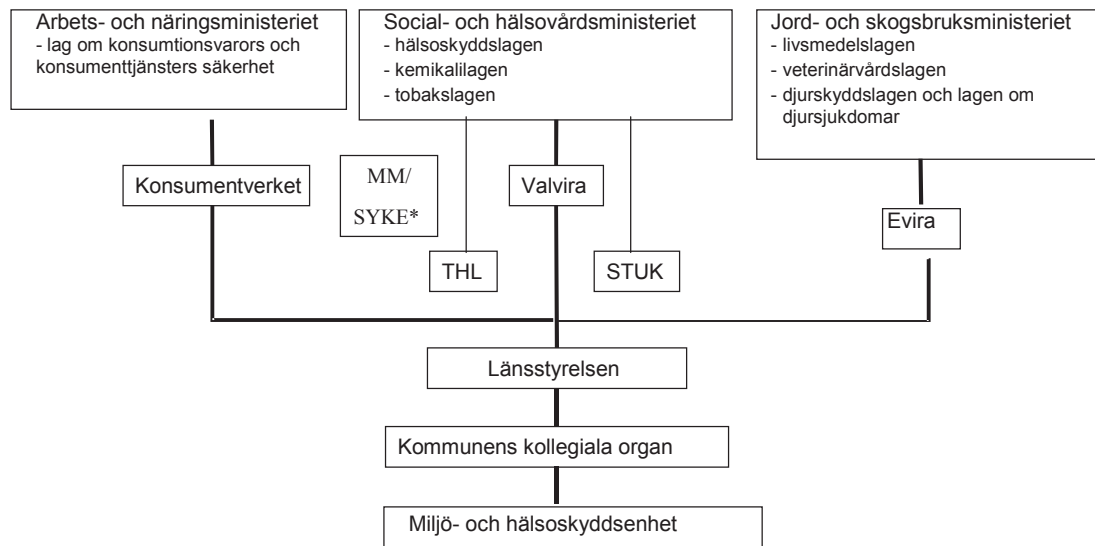 Arbets- och näringsministeriet
- lag om konsumtionsvarors och
konsumenttjänsters säkerhet
Social- och hälsovårdsministeriet
- hälsoskyddslagen
- kemikalilagen
- tobakslagen
Jord- och skogsbruksministeriet
- livsmedelslagen
- veterinärvårdslagen
- djurskyddslagen och lagen om
djursjukdomar
Konsumentverket
MM/
SYKE*
Valvira
Evira
THL
STUK
Länsstyrelsen
Kommunens kollegiala organ
Miljö- och hälsoskyddsenhet